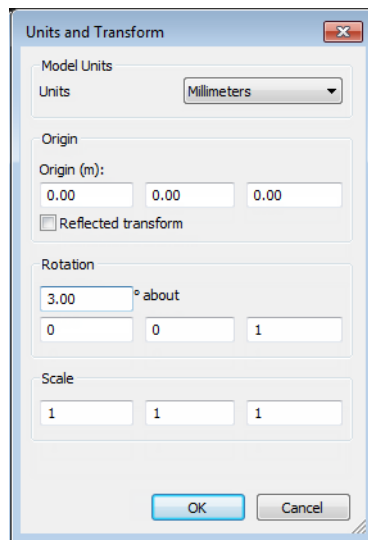 Units and Transform
Model Units
Units Millimeters
Origin
Origin (m):
0.00 0.00 0.00
Reflected transform
Rotation
3.00 ° about
0 0 1
Scale
1 1 1
OK Cancel